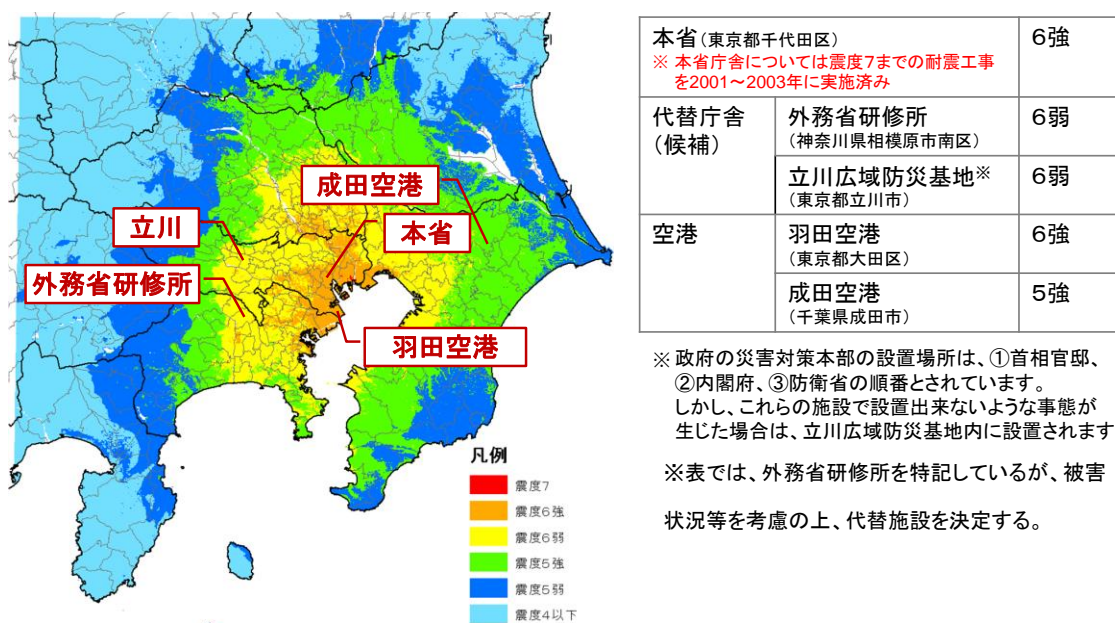 成田空港
立川
本省
外務省研修所
羽田空港
凡例
震度7
震度6強
震度6弱
震度5強
震度5弱
震度4以下
本省(東京都千代田区)
6強
※ 本省庁舎については震度7までの耐震工事
を2001～2003年に実施済み
代替庁舎
(候補)
外務省研修所
(神奈川県相模原市南区)
6弱
立川広域防災基地※
(東京都立川市)
6弱
空港
羽田空港
(東京都大田区)
6強
成田空港
(千葉県成田市)
5強
※ 政府の災害対策本部の設置場所は、①首相官邸、
②内閣府、③防衛省の順番とされています。
しかし、これらの施設で設置出来ないような事態が
生じた場合は、立川広域防災基地内に設置されます
※表では、外務省研修所を特記しているが、被害
状況等を考慮の上、代替施設を決定する。